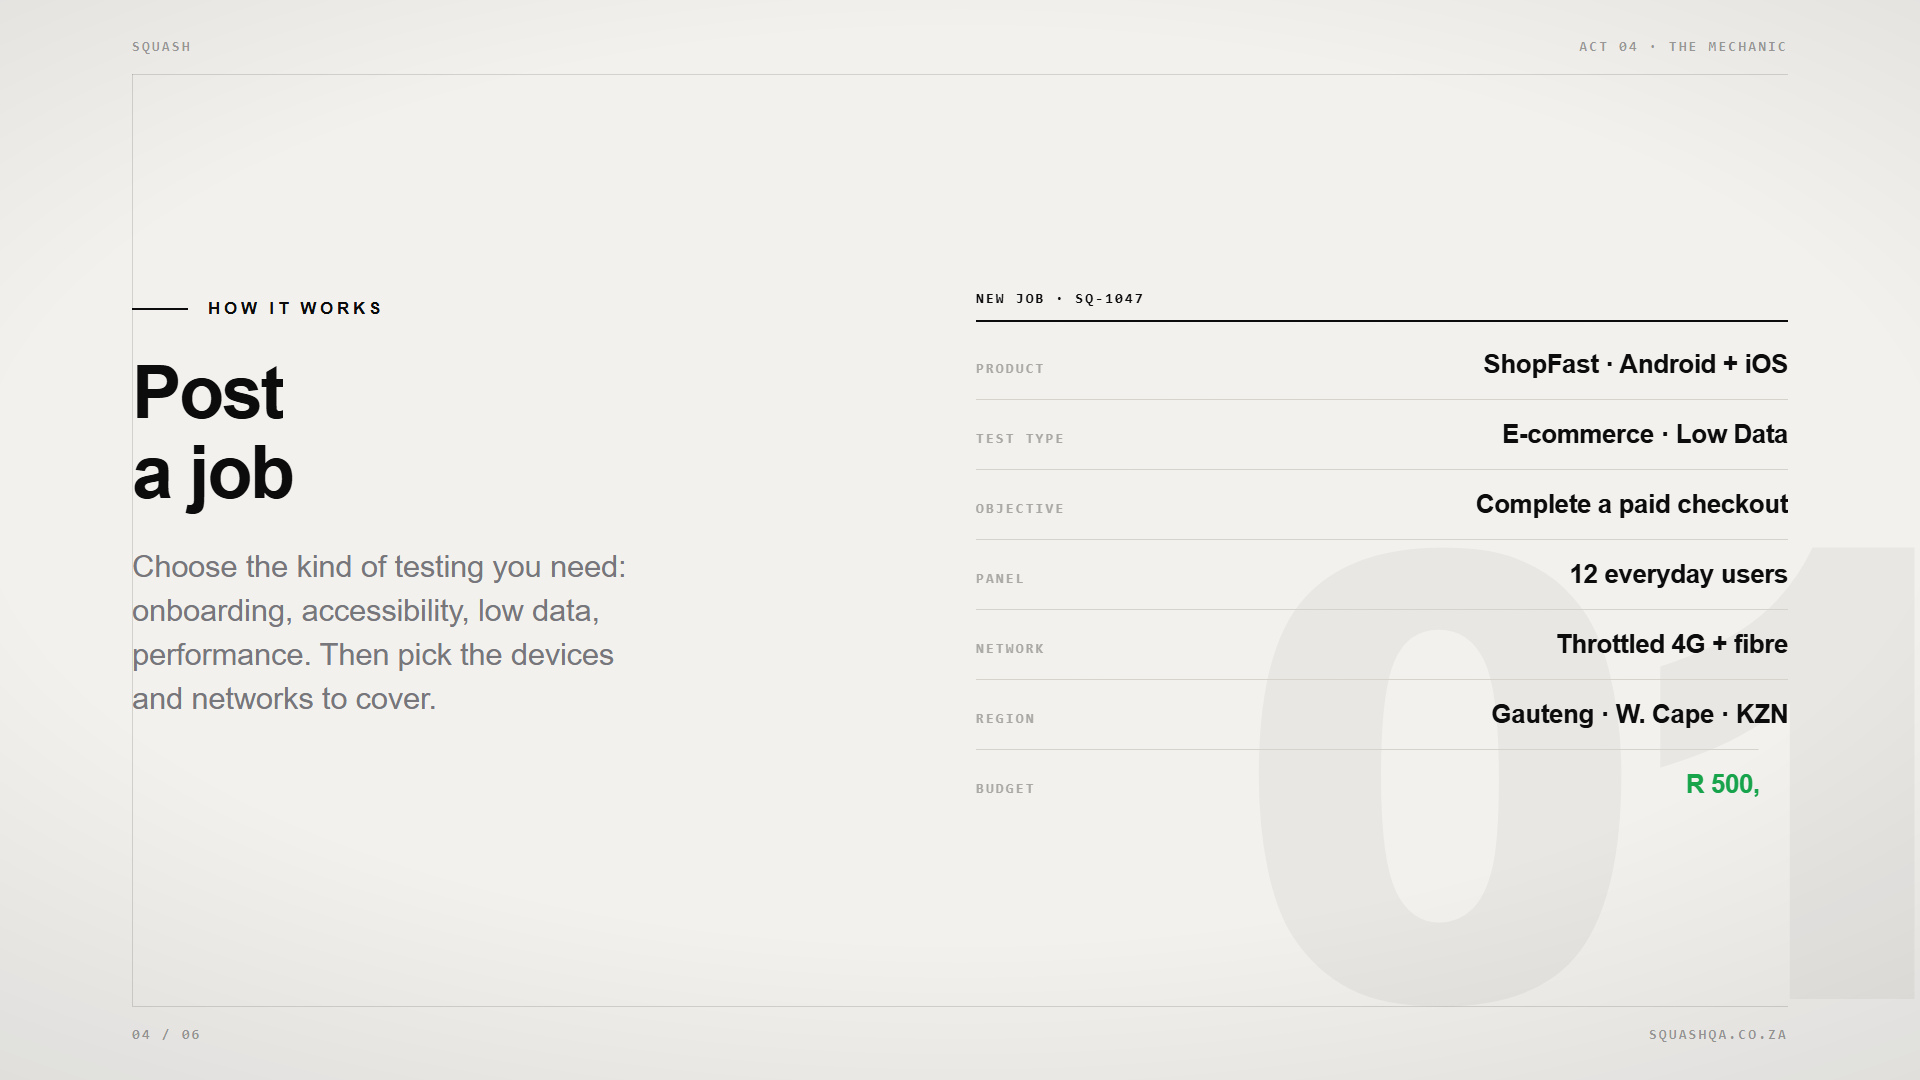 SQUASH
ACT 04 · THE MECHANIC
HOW IT WORKS
Post
a job
Choose the kind of testing you need:
onboarding, accessibility, low data,
performance. Then pick the devices
and networks to cover.
NEW JOB · SQ-1047
PRODUCT ShopFast · Android + iOS
TEST TYPE E-commerce · Low Data
OBJECTIVE Complete a paid checkout
PANEL 12 everyday users
NETWORK Throttled 4G + fibre
REGION Gauteng · W. Cape · KZN
BUDGET R 500,
01
04 / 06
SQUASHQA.CO.ZA